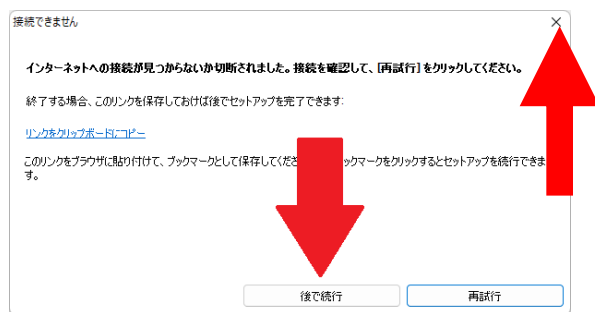 接続できません
インターネットへの接続が見つからないか切断されました。接続を確認して、[再試行]をクリックしてください。
終了する場合、このリンクを保存しておけば後でセットアップを完了できます:
リンクをクリップボードにコピー
このリンクをブラウザに貼り付けて、ブックマークとして保存してくだ ックマークをクリックするとセットアップを続行できま
す。
後で続行
再試行